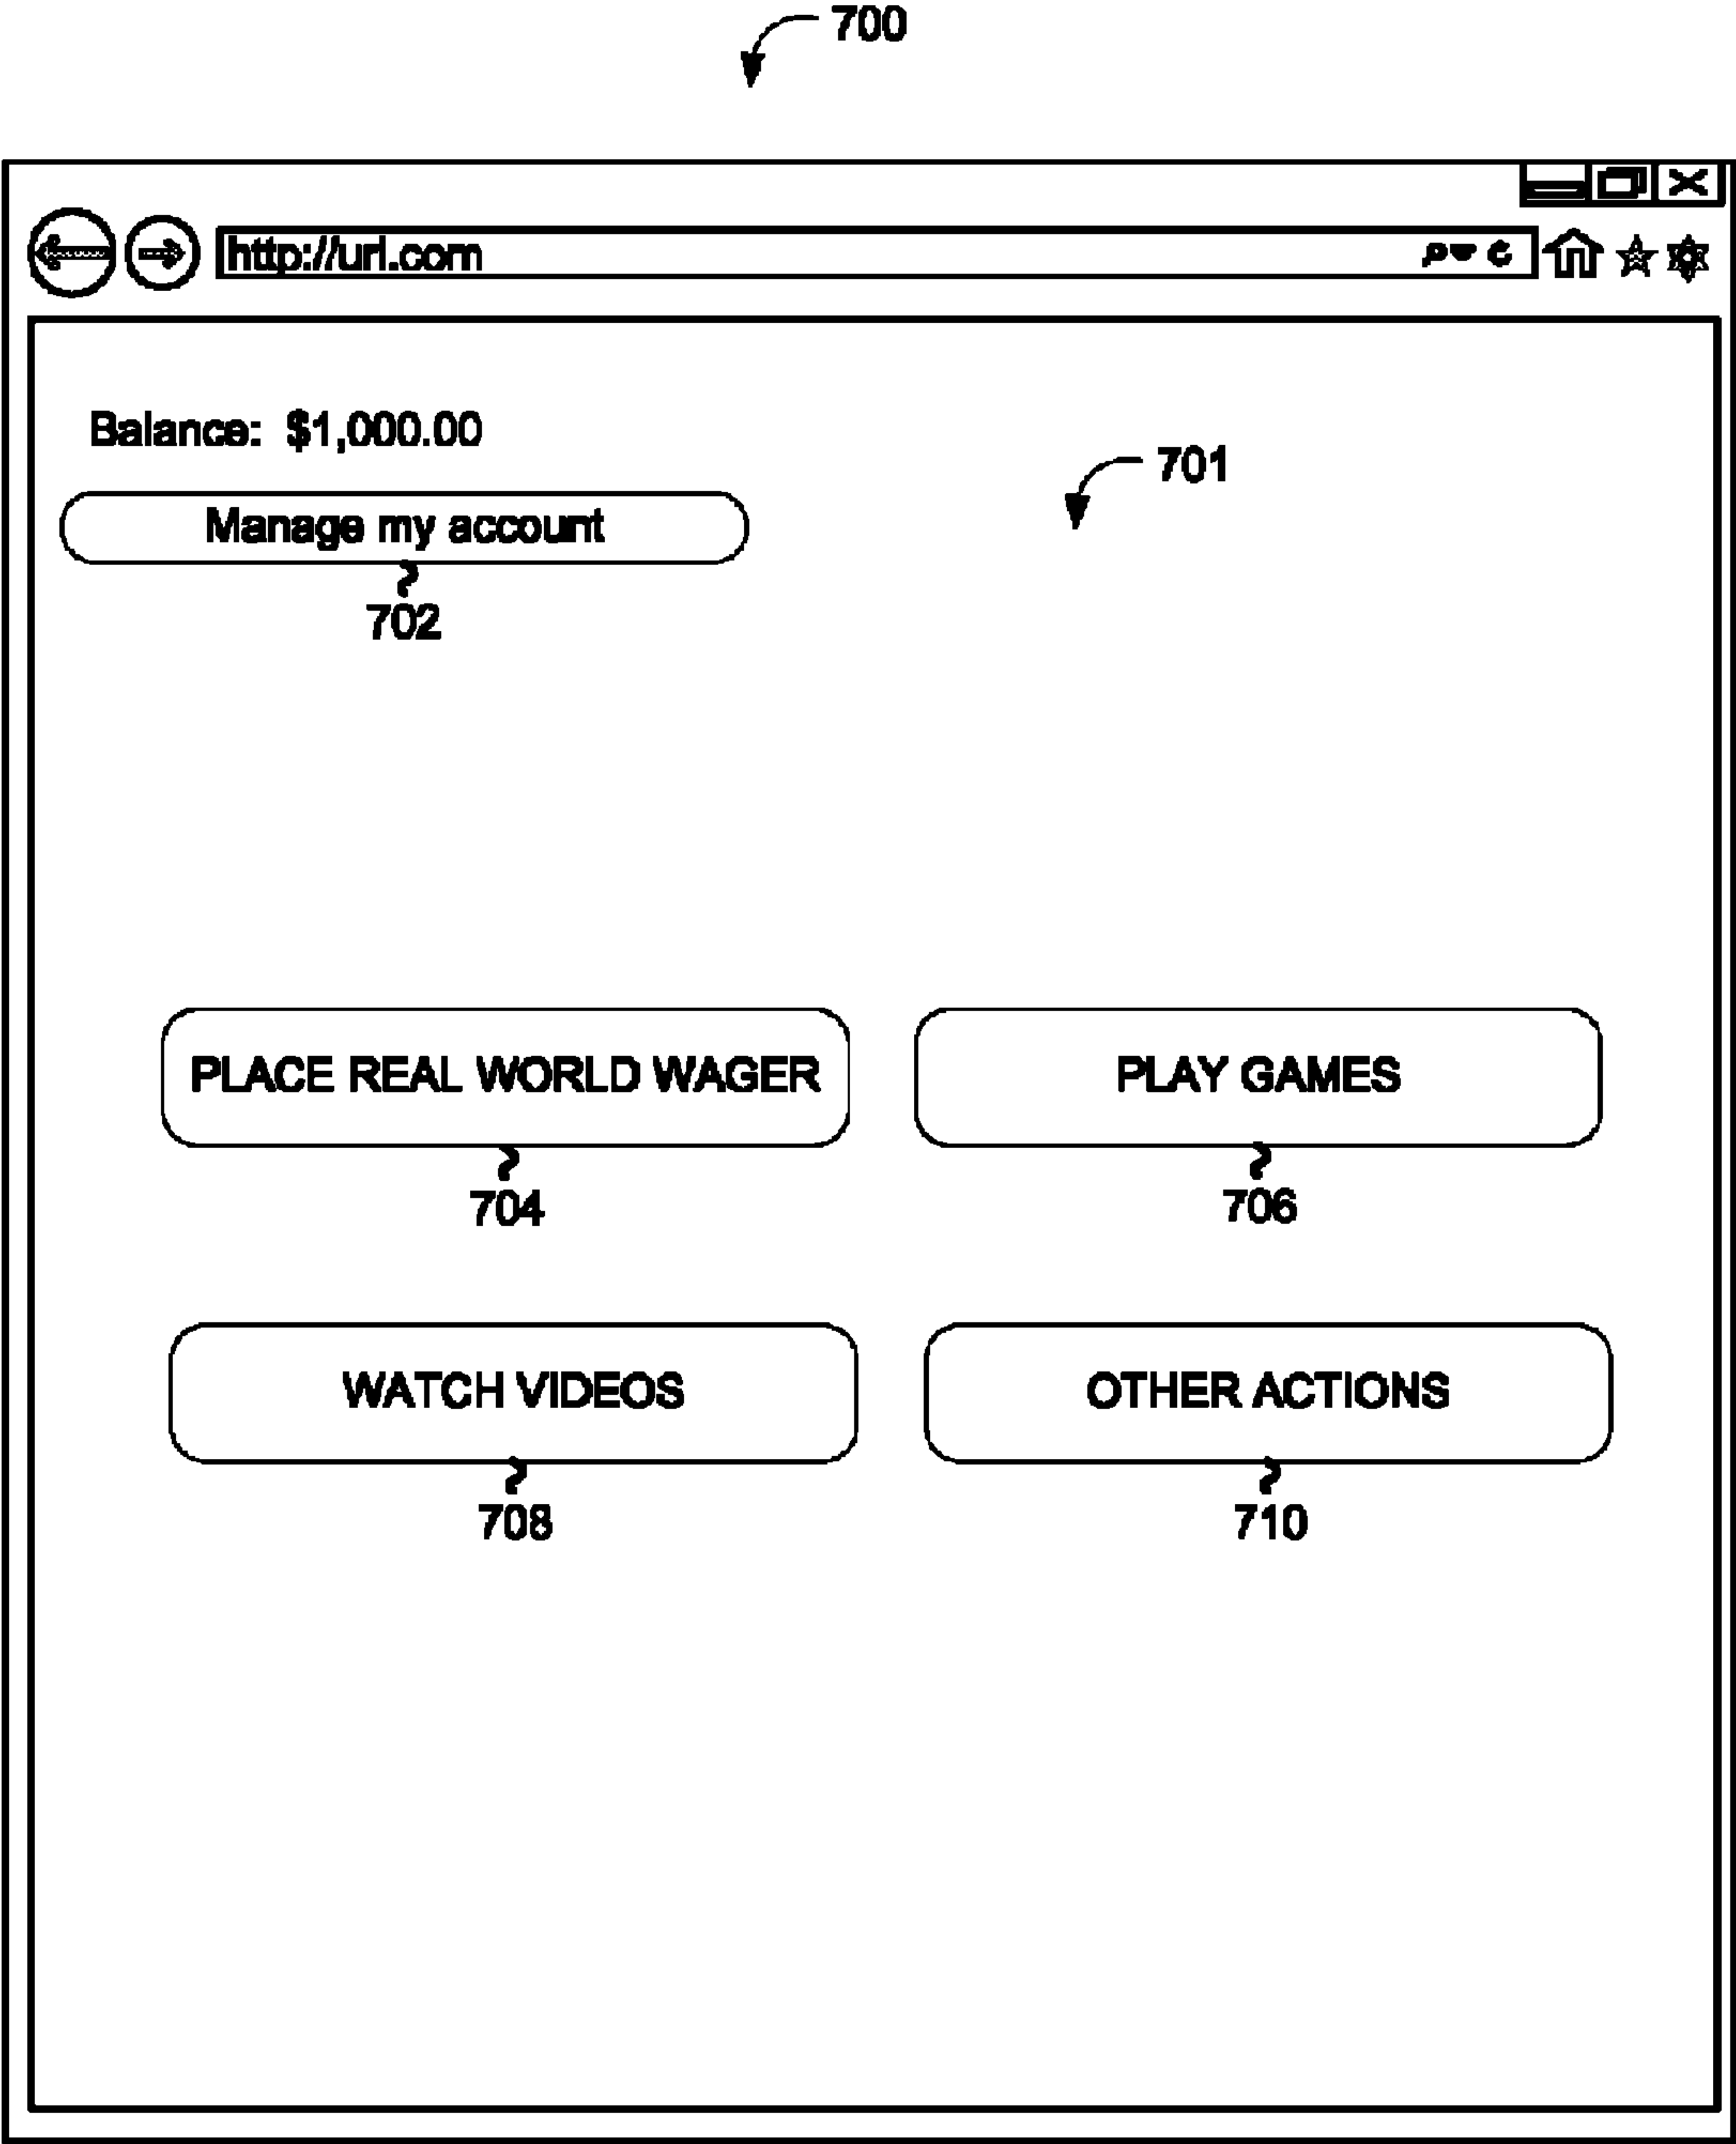 700
http://url.com
Balance: $1,000.00
701
Manage my account
702
PLACE REAL WORLD WAGER PLAY GAMES
704 706
WATCH VIDEOS OTHER ACTIONS
708 710